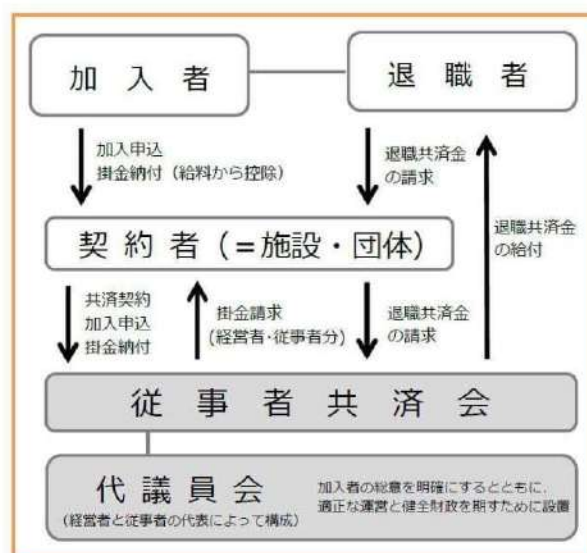 加入者
退職者
加入申込
掛金納付（給料から控除）
退職共済金
の請求
退職共済金
の給付
契約者（＝施設・団体）
共済契約
加入申込
掛金納付
掛金請求
(経営者・従事者分)
退職共済金
の請求
従事者共済会
代議員会
(経営者と従事者の代表によって構成)
加入者の総意を明確にするとともに、
適正な運営と健全財政を期すために設置